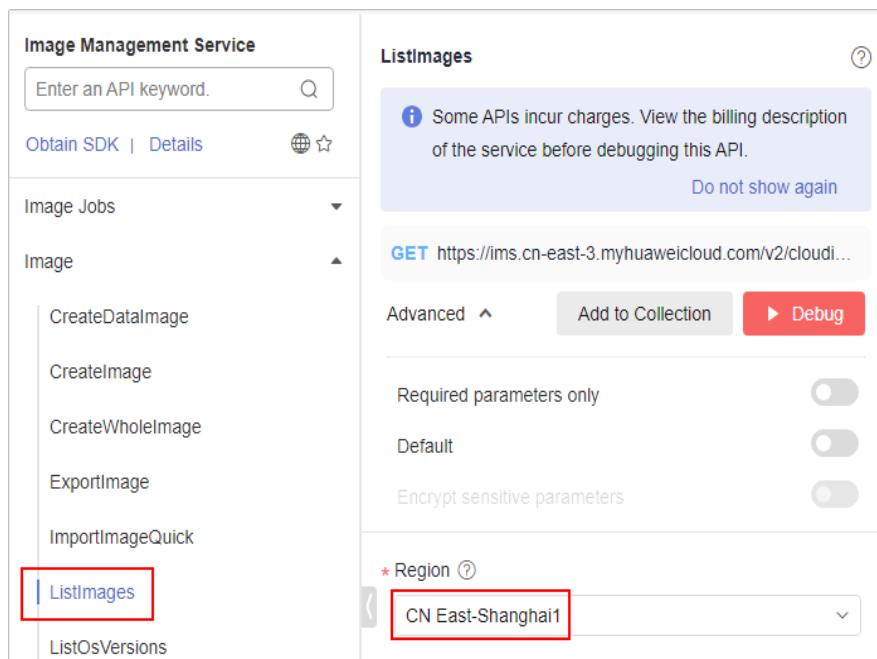 Image Management Service
Enter an API keyword.
Obtain SDK | Details
Image Jobs
Image
CreateDataImage
CreateImage
CreateWholeImage
ExportImage
ImportImageQuick
ListImages
ListOsVersions
ListImages
Some APIs incur charges. View the billing description
of the service before debugging this API.
Do not show again
GET https://ims.cn-east-3.myhuaweicloud.com/v2/cloudi...
Advanced
Add to Collection
Debug
Required parameters only
Default
Encrypt sensitive parameters
* Region
CN East-Shanghai1